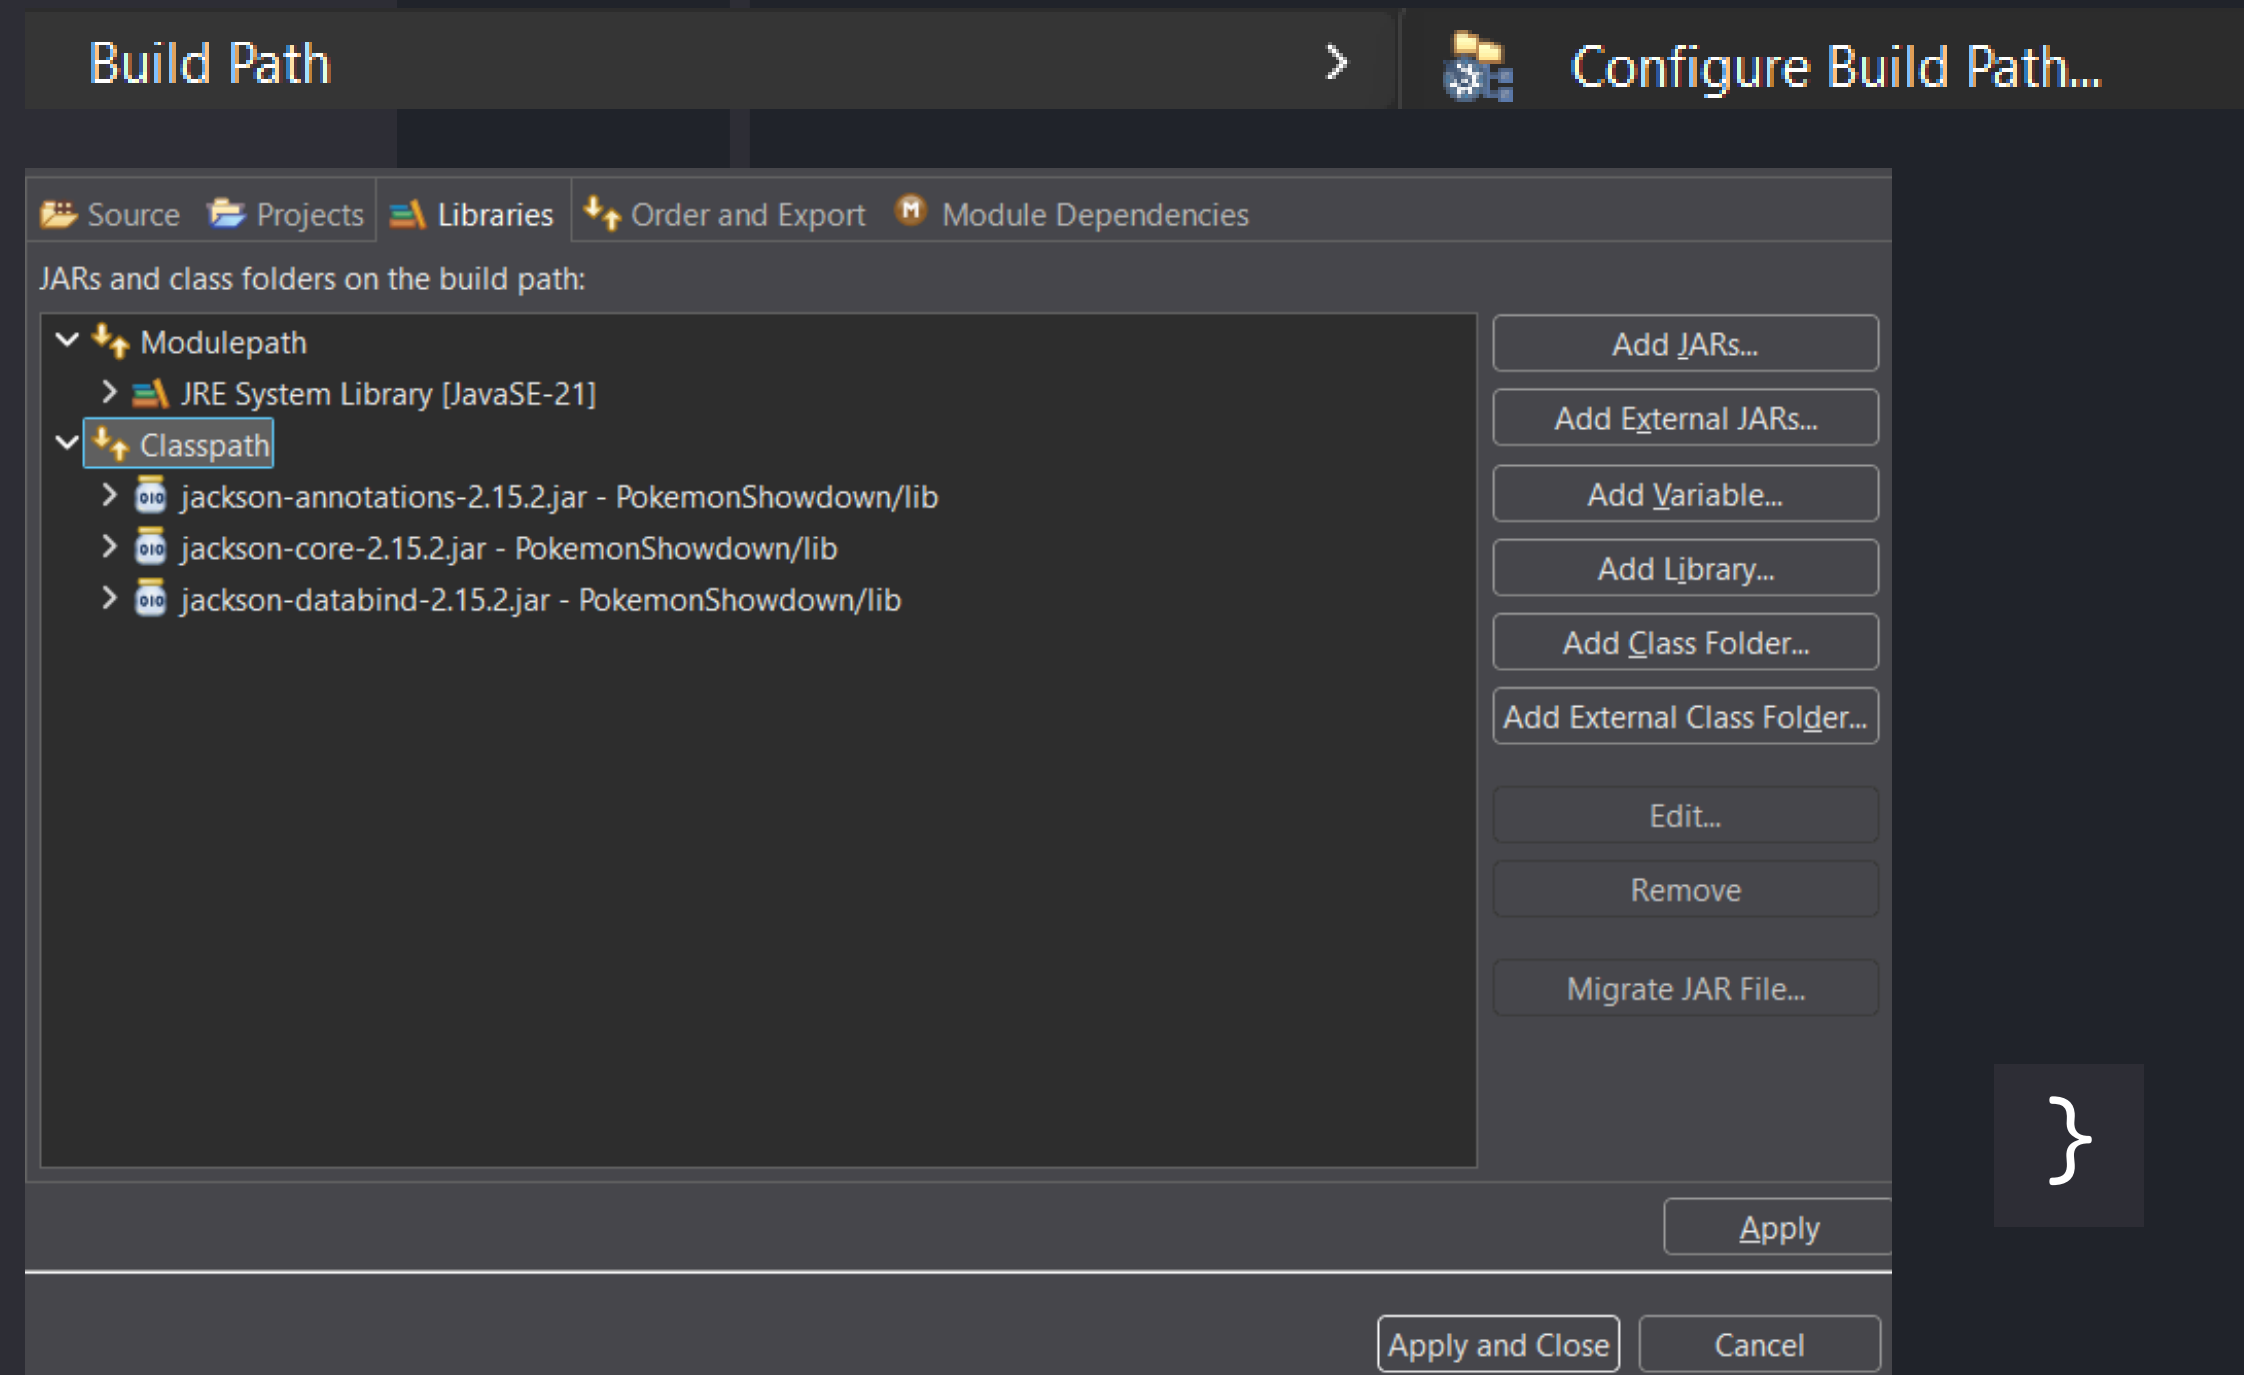 Build Path > Configure Build Path...
Source Projects Libraries Order and Export M Module Dependencies
JARs and class folders on the build path:
Modulepath
JRE System Library [JavaSE-21]
Classpath
010 jackson-annotations-2.15.2.jar - PokemonShowdown/lib
010 jackson-core-2.15.2.jar - PokemonShowdown/lib
010 jackson-databind-2.15.2.jar - PokemonShowdown/lib
Add JARs...
Add External JARs...
Add Variable...
Add Library...
Add Class Folder...
Add External Class Folder...
Edit...
Remove
Migrate JAR File...
}
Apply
Apply and Close
Cancel